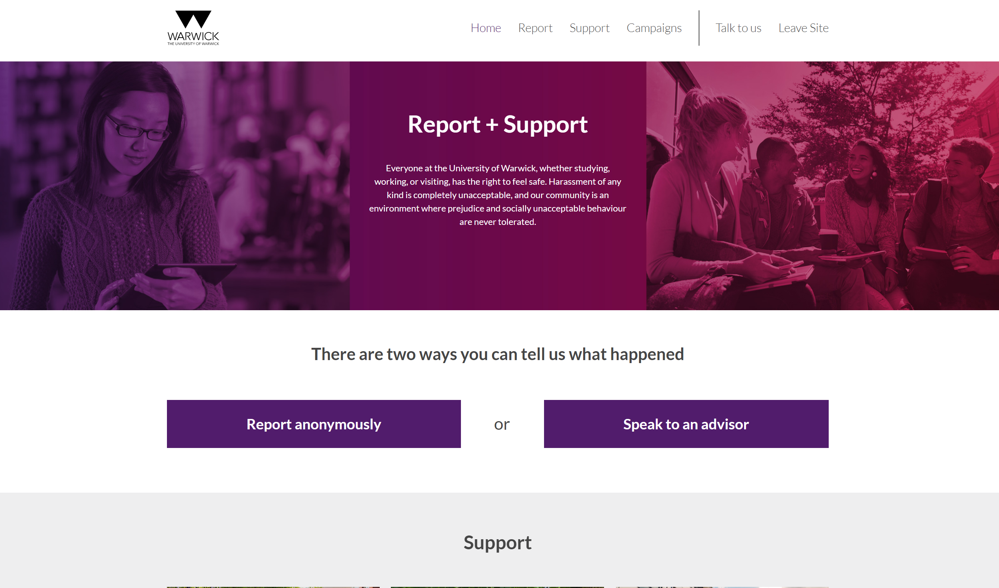 WARWICK
THE UNIVERSITY OF WARWICK
Home Report Support Campaigns Talk to us Leave Site
Report + Support
Everyone at the University of Warwick, whether studying,
working, or visiting, has the right to feel safe. Harassment of any
kind is completely unacceptable, and our community is an
environment where prejudice and socially unacceptable behaviour
are never tolerated.
There are two ways you can tell us what happened
Report anonymously or Speak to an advisor
Support